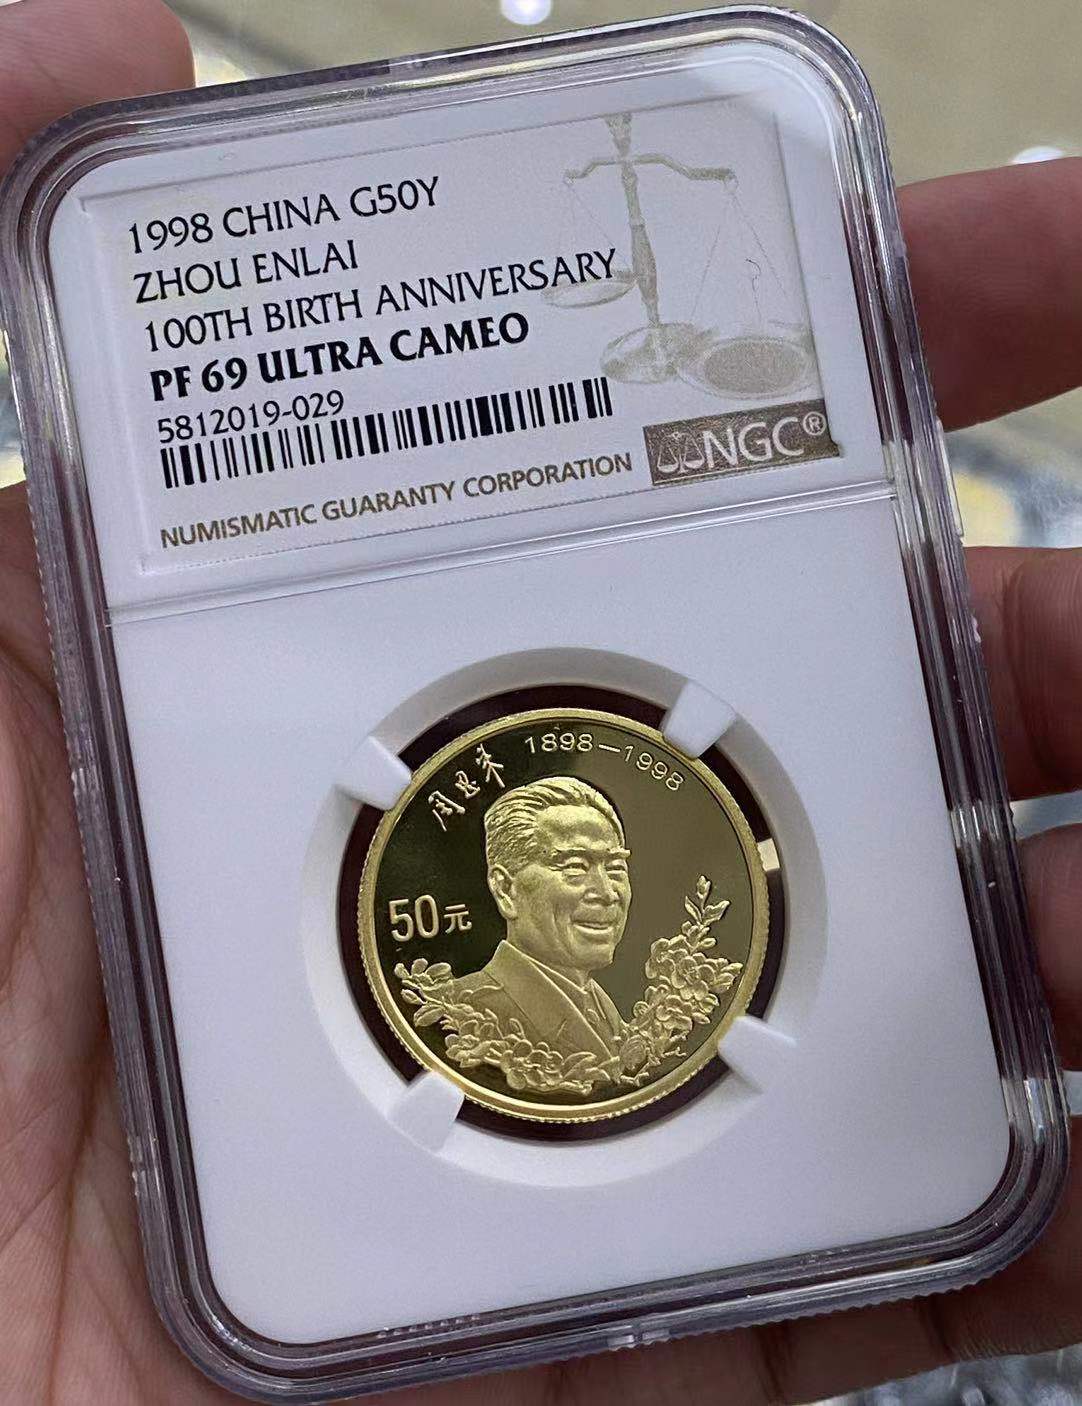 1998 CHINA G50Y
ZHOU ENLAI
100TH BIRTH ANNIVERSARY
PF 69 ULTRA CAMEO
5812019-029
NUMISMATIC GUARANTY CORPORATION
NGC®
周恩来
1898—1998
50元